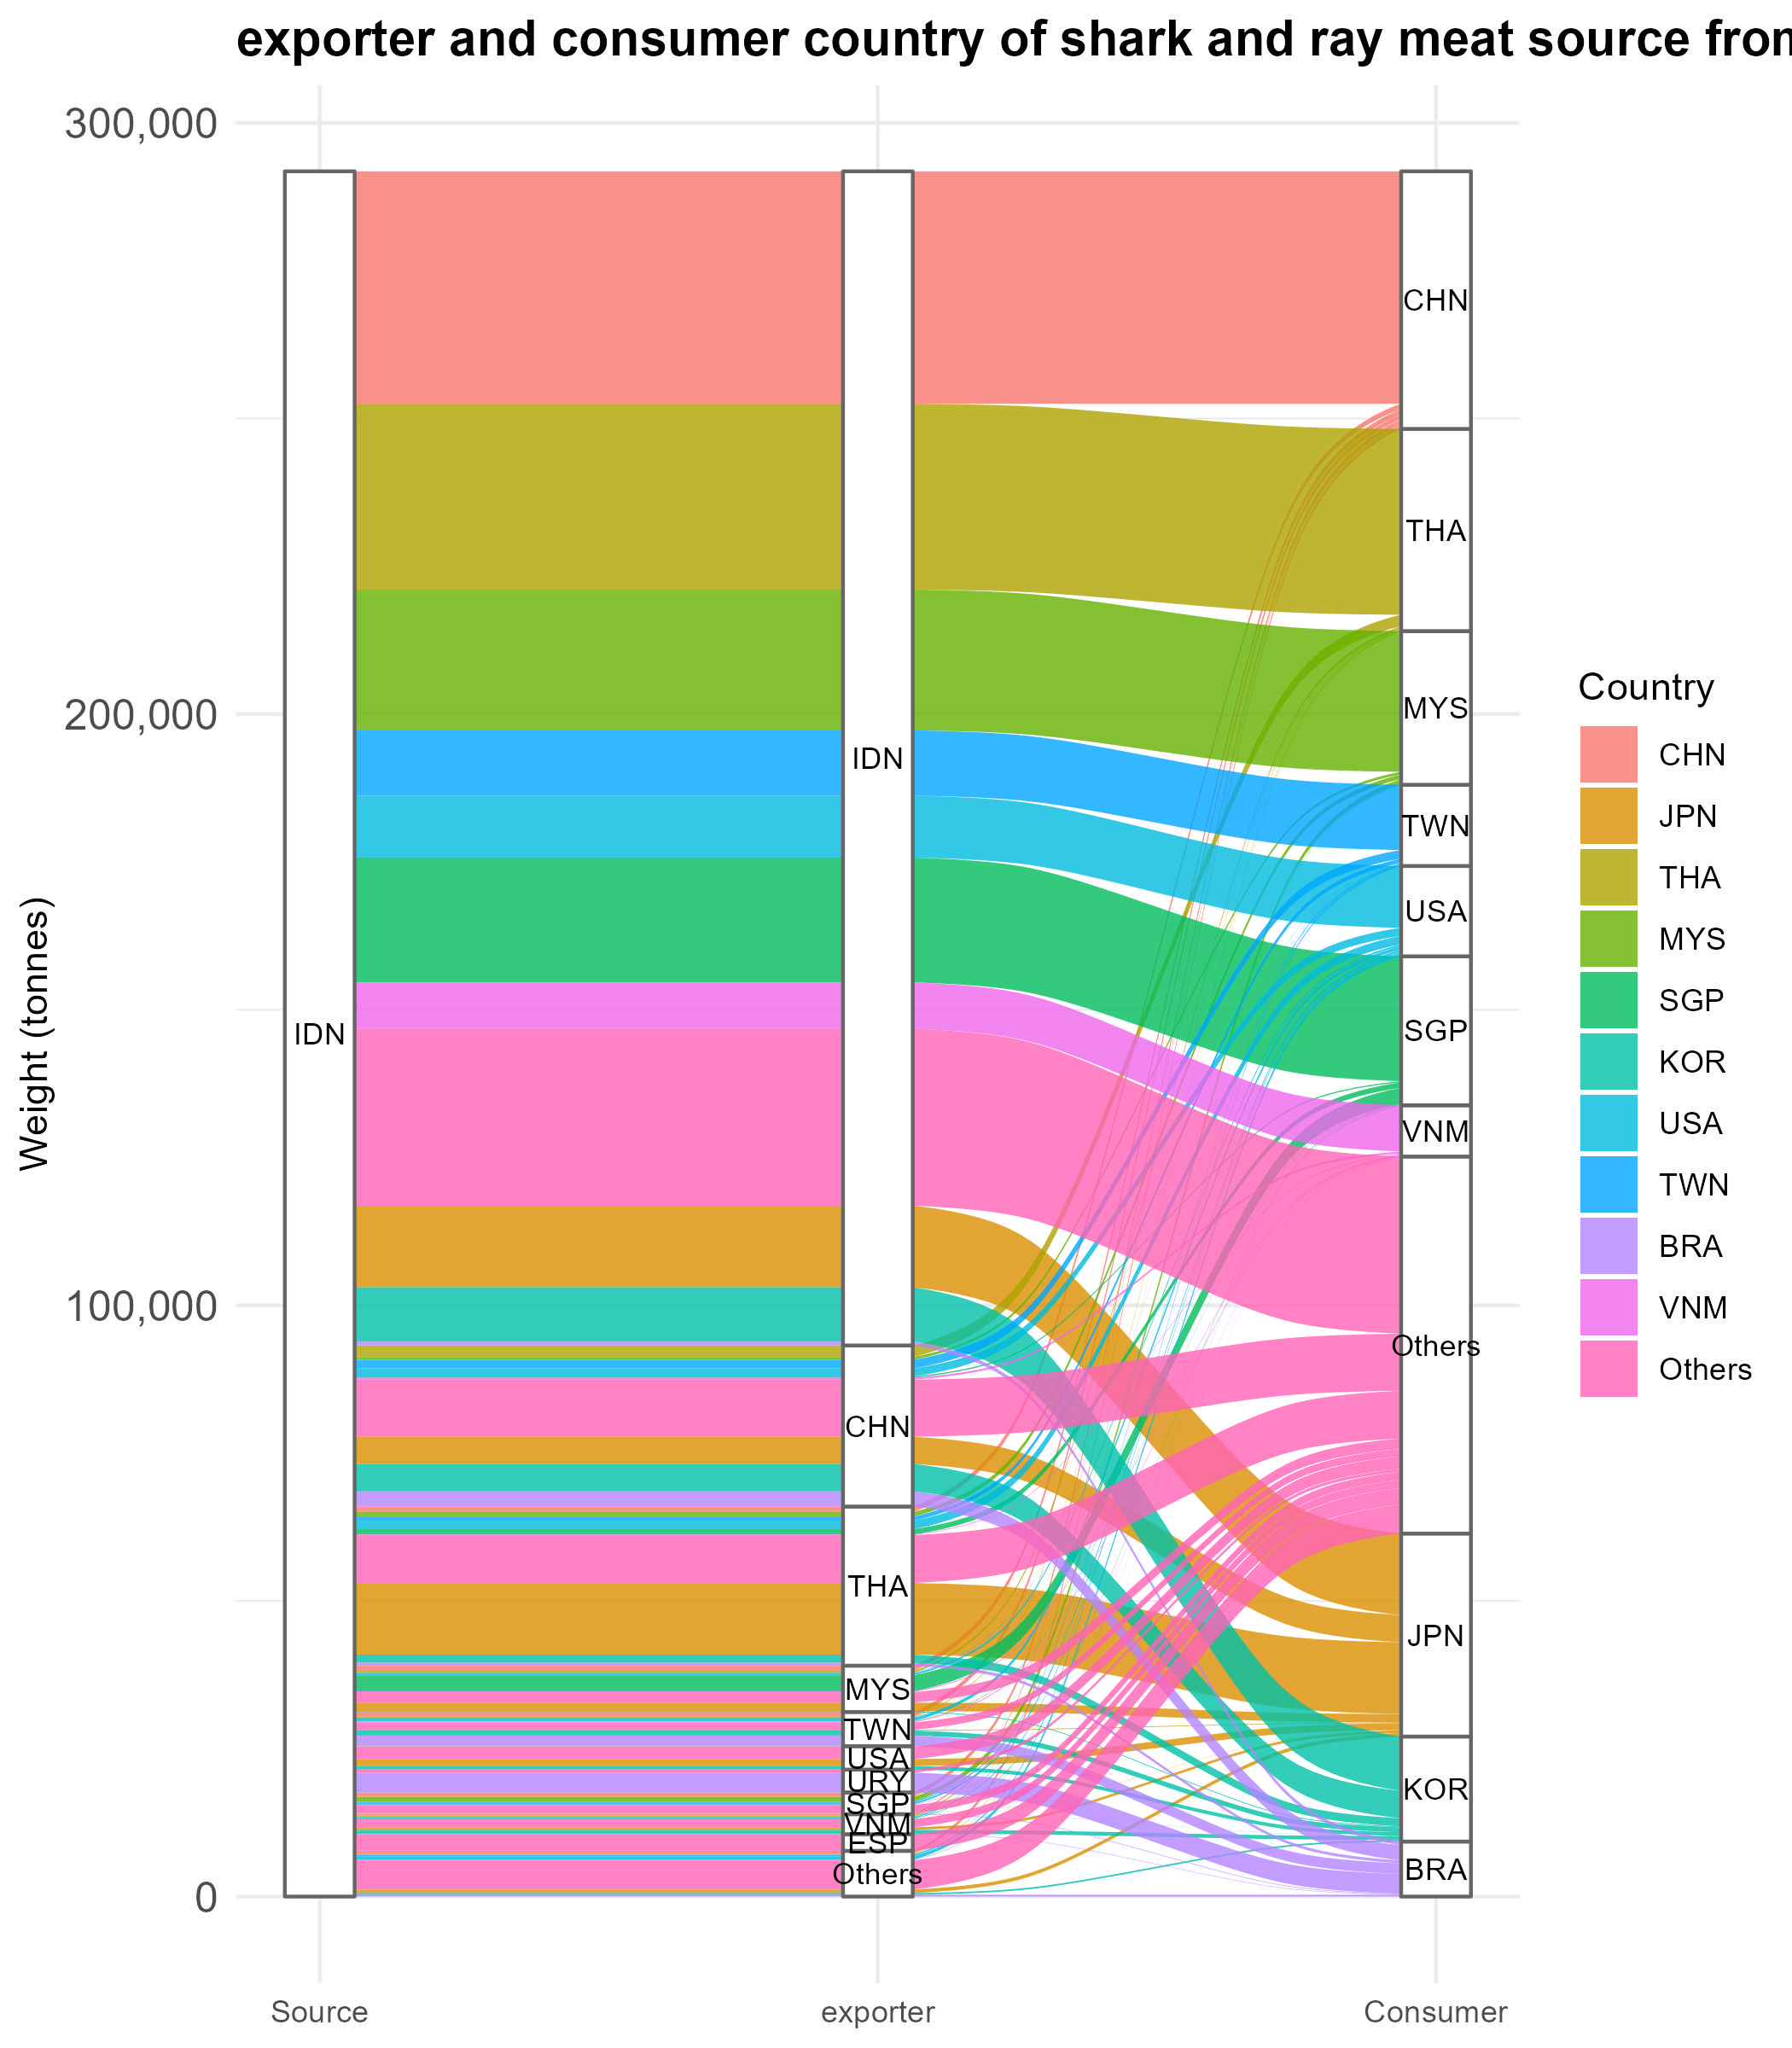 exporter and consumer country of shark and ray meat source from
300,000
200,000
100,000
0
Weight (tonnes)
IDN
IDN
CHN
THA
MYS
TWN
USA
URY
SGP
VNM
ESP
Others
CHN
THA
MYS
TWN
USA
SGP
VNM
Others
JPN
KOR
BRA
Source
exporter
Consumer
Country
CHN
JPN
THA
MYS
SGP
KOR
USA
TWN
BRA
VNM
Others